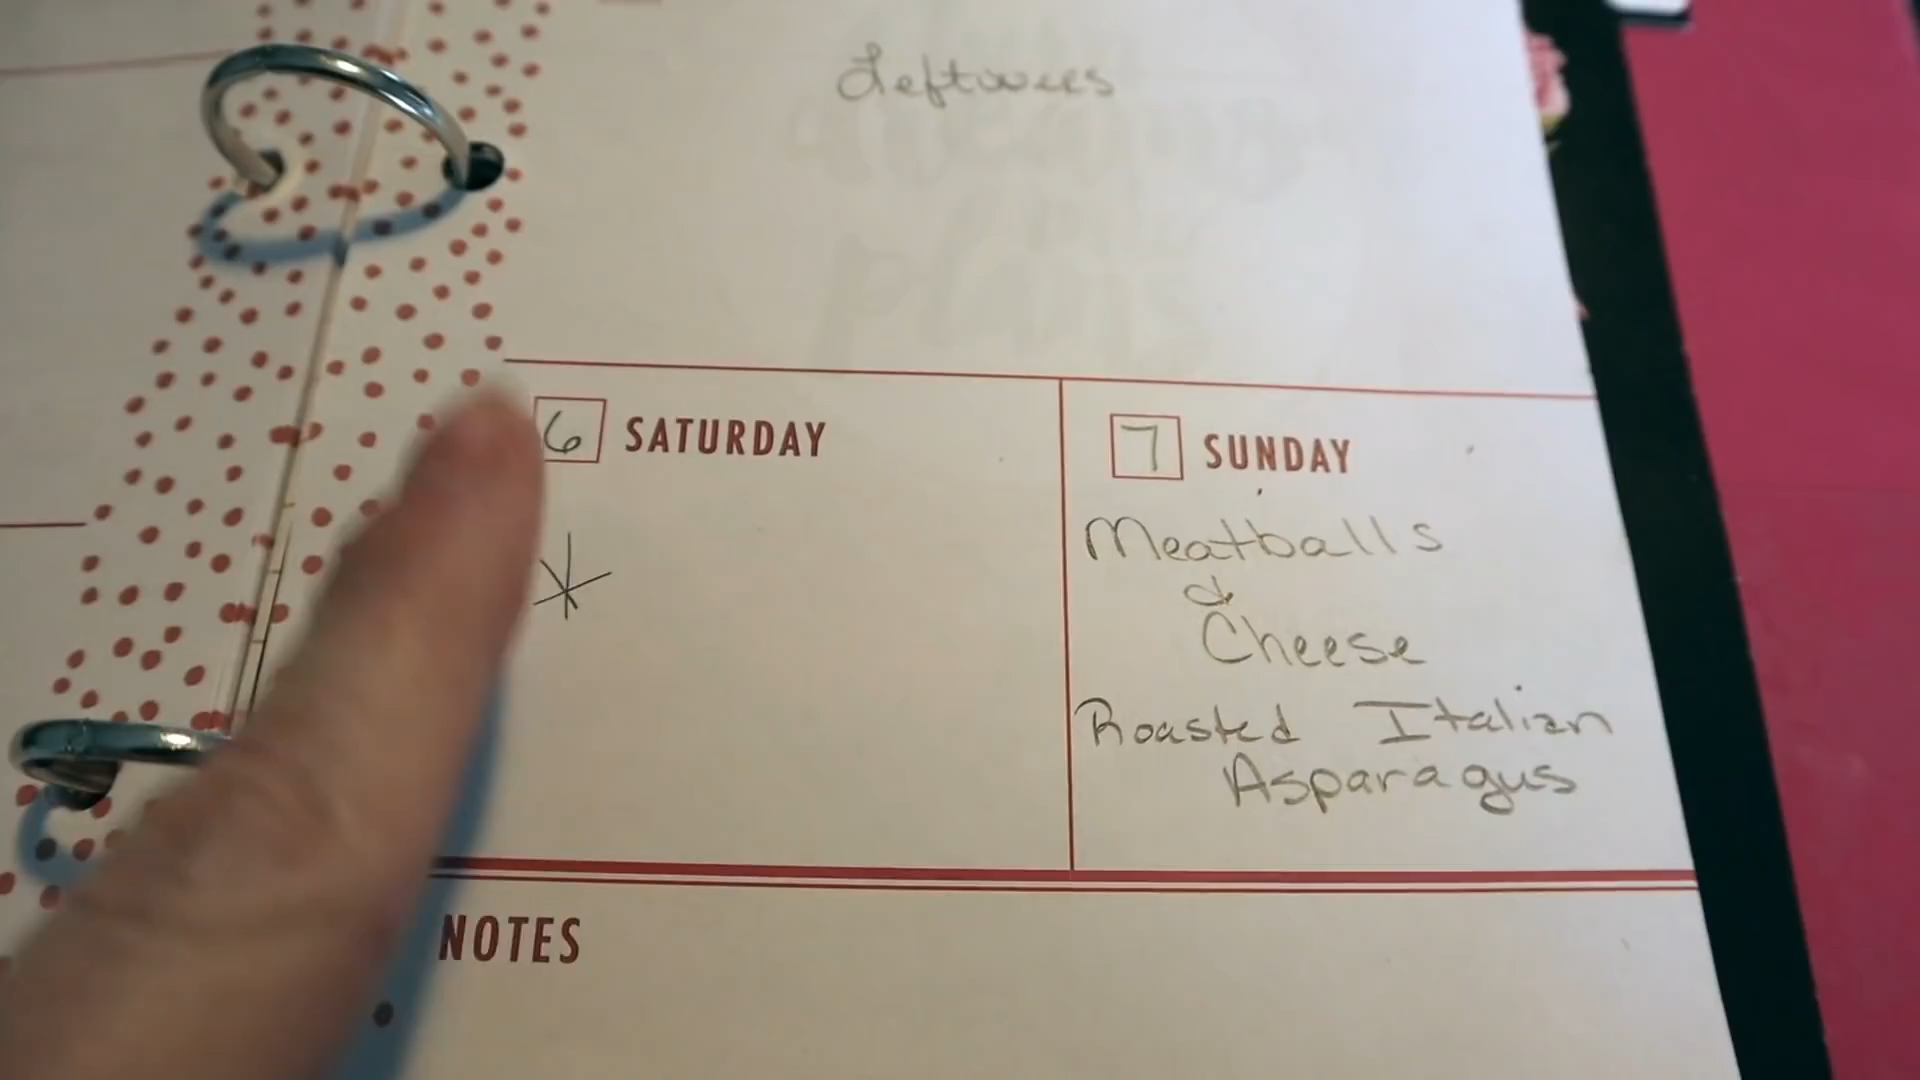 Leftovers
6 SATURDAY
7 SUNDAY
Meatballs
&
Cheese
Roasted Italian
Asparagus
NOTES